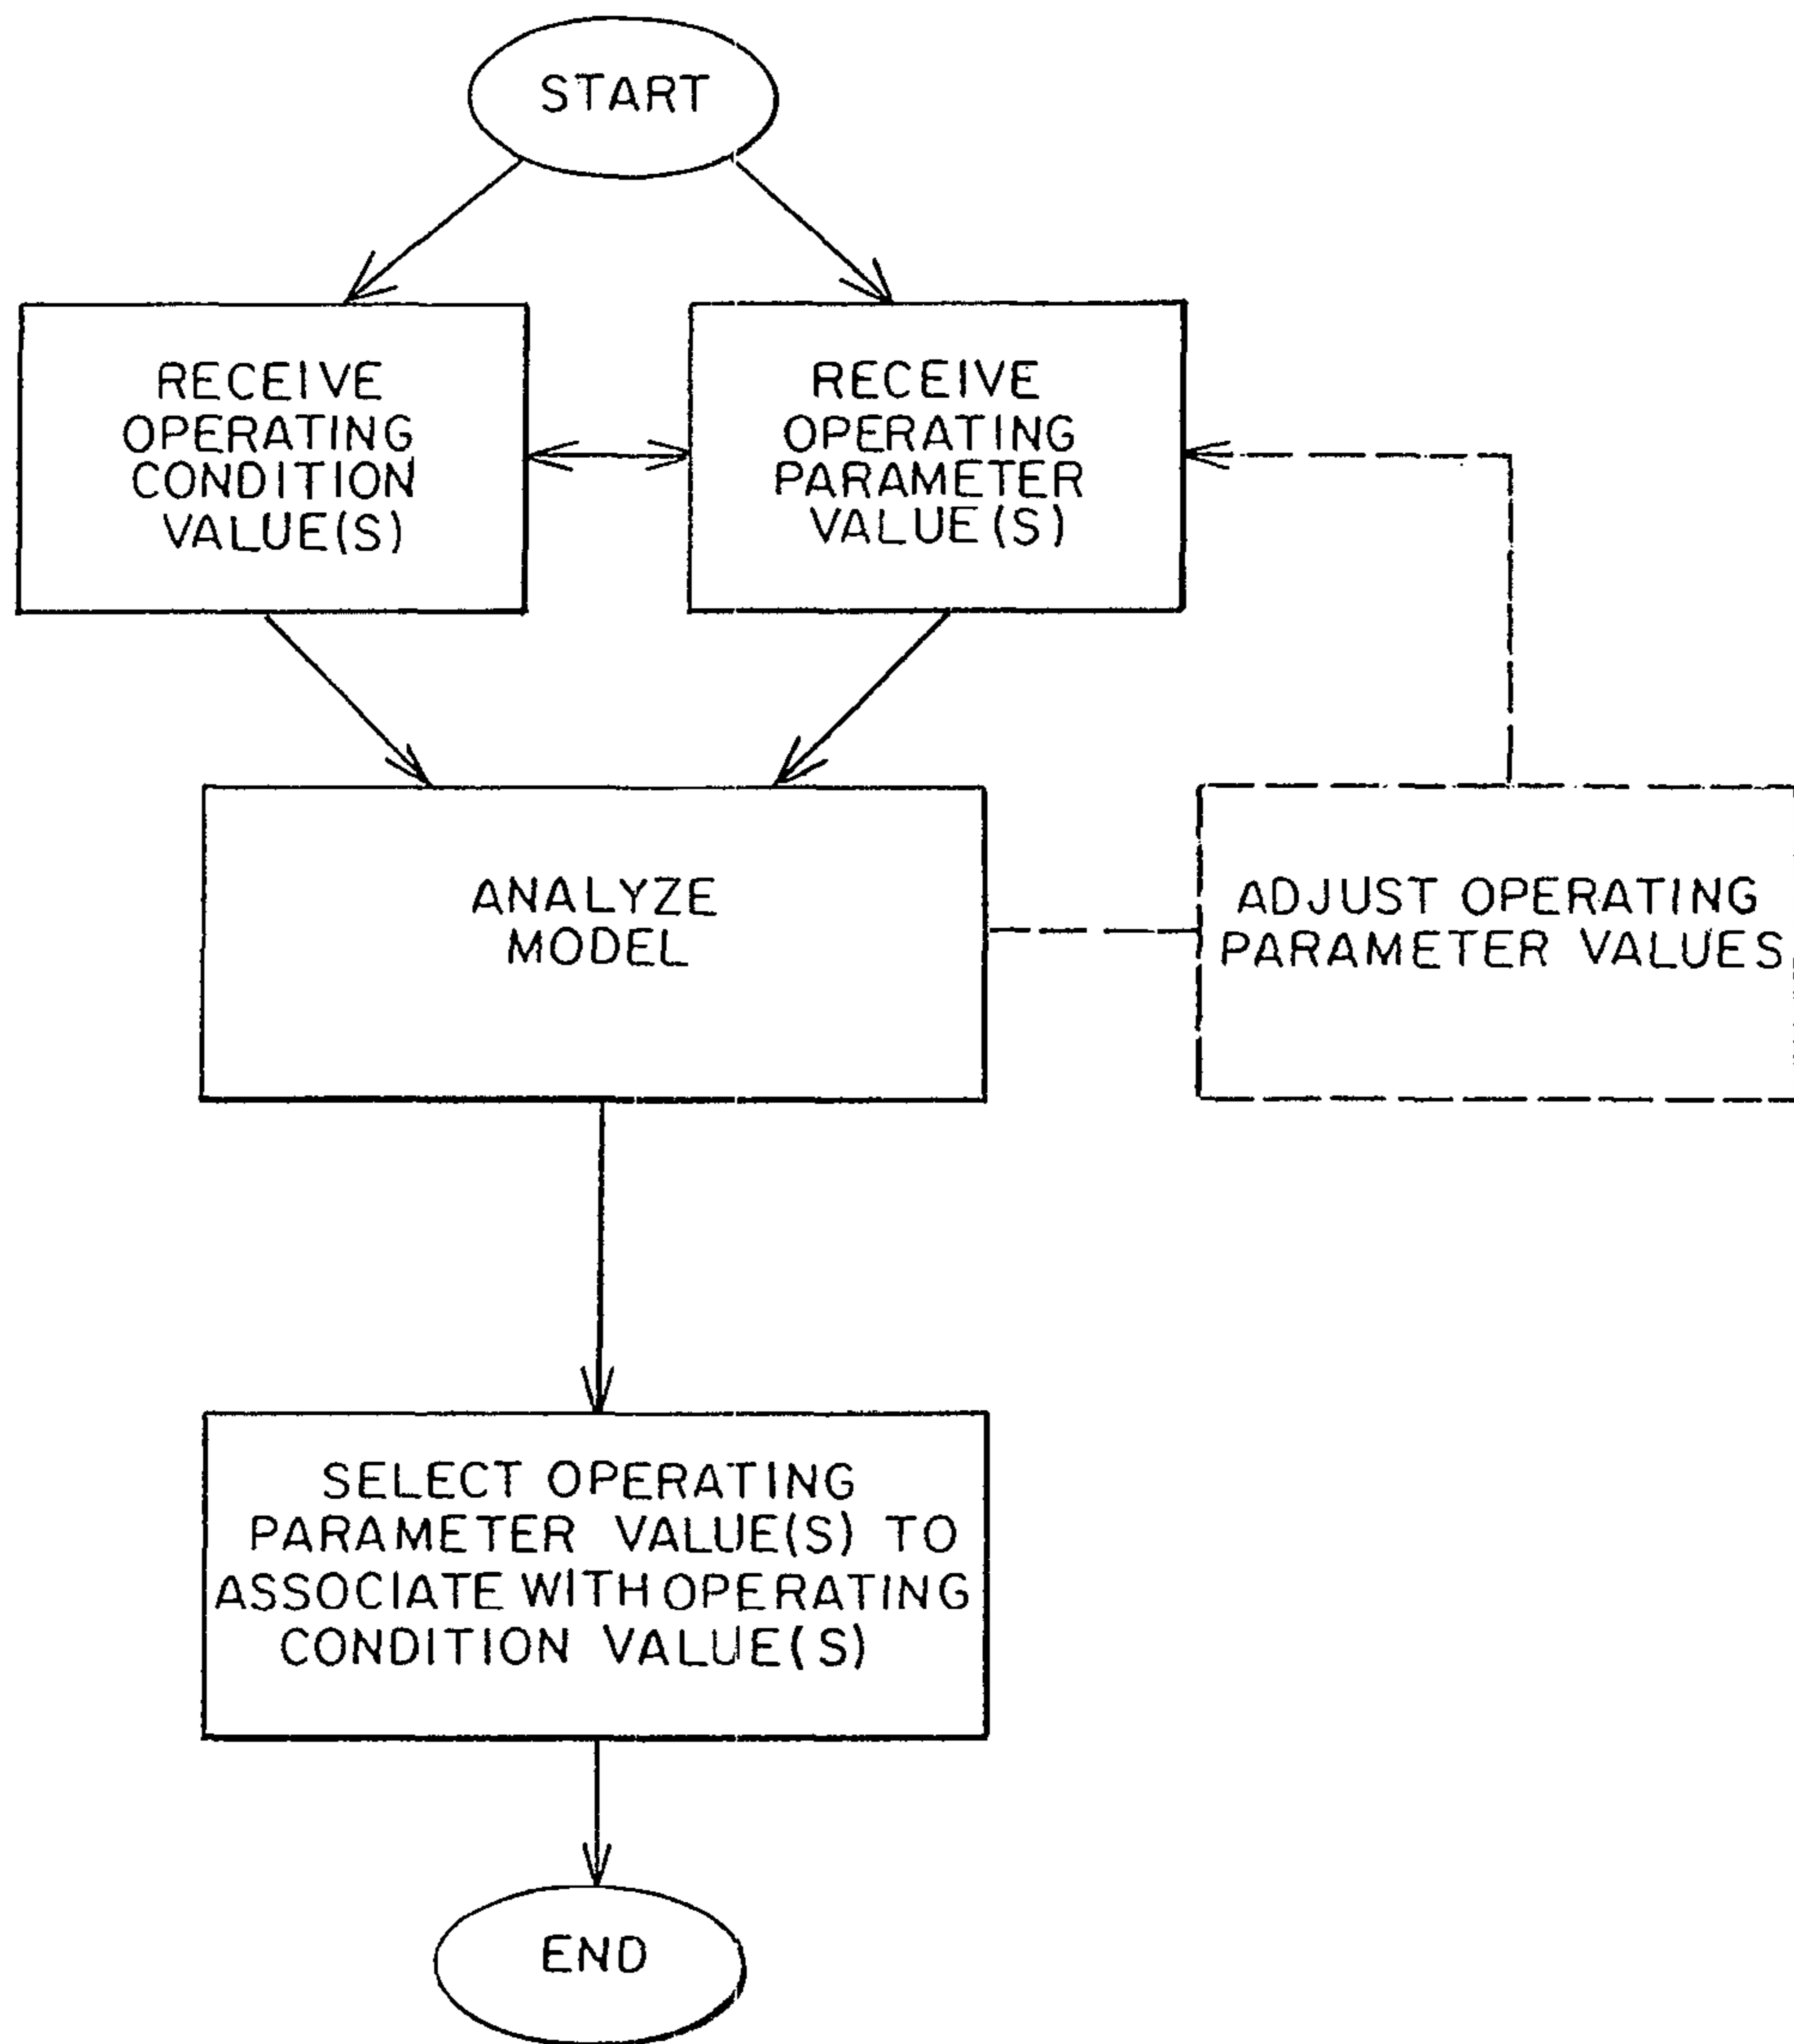 START
RECEIVE
OPERATING
CONDITION
VALUE(S)
RECEIVE
OPERATING
PARAMETER
VALUE(S)
ANALYZE
MODEL
ADJUST OPERATING
PARAMETER VALUES
SELECT OPERATING
PARAMETER VALUE(S) TO
ASSOCIATE WITH OPERATING
CONDITION VALUE(S)
END